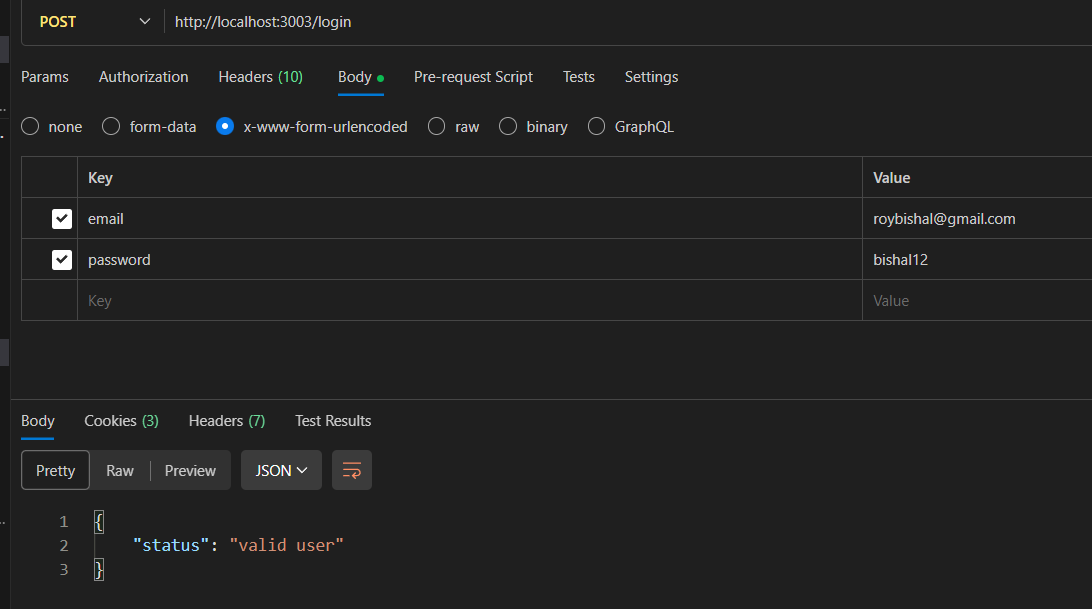 POST http://localhost:3003/login
Params Authorization Headers (10) Body Pre-request Script Tests Settings
none form-data x-www-form-urlencoded raw binary GraphQL
Key Value
email roybishal@gmail.com
password bishal12
Key Value
Body Cookies (3) Headers (7) Test Results
Pretty Raw Preview JSON
1 {
2 "status": "valid user"
3 }